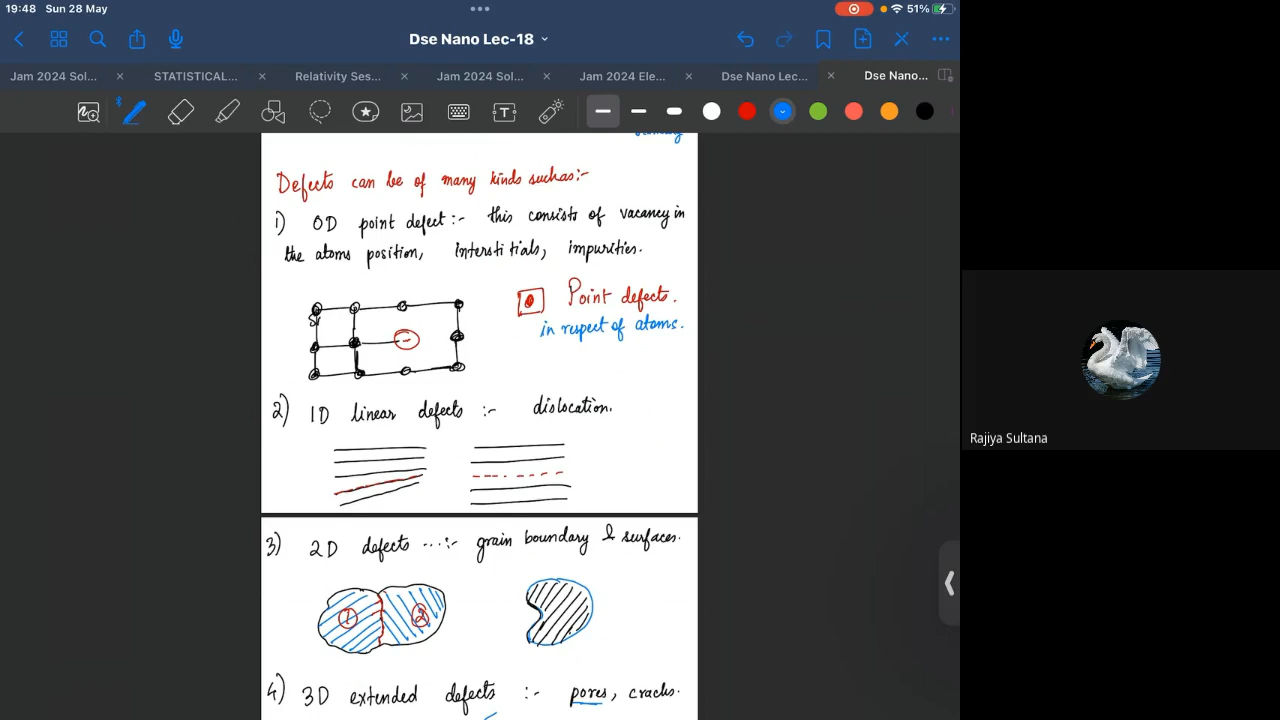 19:48 Sun 28 May
51%
Dse Nano Lec-18
Jam 2024 Sol...
STATISTICAL...
Relativity Ses...
Jam 2024 Sol...
Jam 2024 Ele...
Dse Nano Lec...
Dse Nano...
Defects can be of many kinds such as:-
1) 0D point defect :- this consists of vacancy in
the atoms position, interstitials, impurities.
Point defects.
in respect of atoms.
2) 1D linear defects :- dislocation.
3) 2D defects ...:- grain boundary & surfaces.
1
2
4) 3D extended defects :- pores, cracks.
Rajiya Sultana